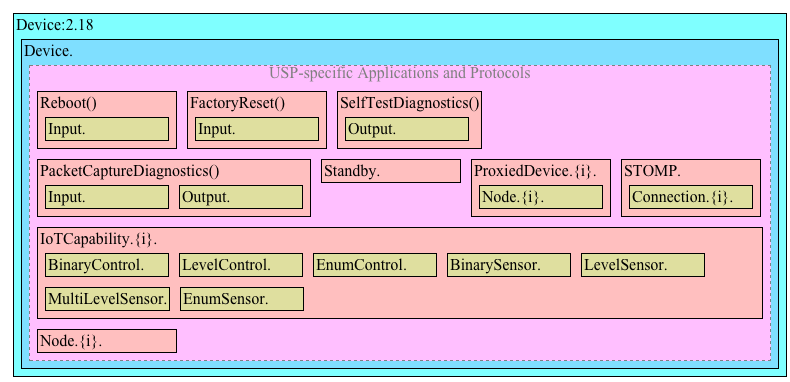 Device:2.18
Device.
USP-specific Applications and Protocols
Reboot() FactoryReset() SelfTestDiagnostics()
Input. Input. Output.
PacketCaptureDiagnostics() Standby. ProxiedDevice.{i}. STOMP.
Input. Output. Node.{i}. Connection.{i}.
IoTCapability.{i}.
BinaryControl. LevelControl. EnumControl. BinarySensor. LevelSensor.
MultiLevelSensor. EnumSensor.
Node.{i}.